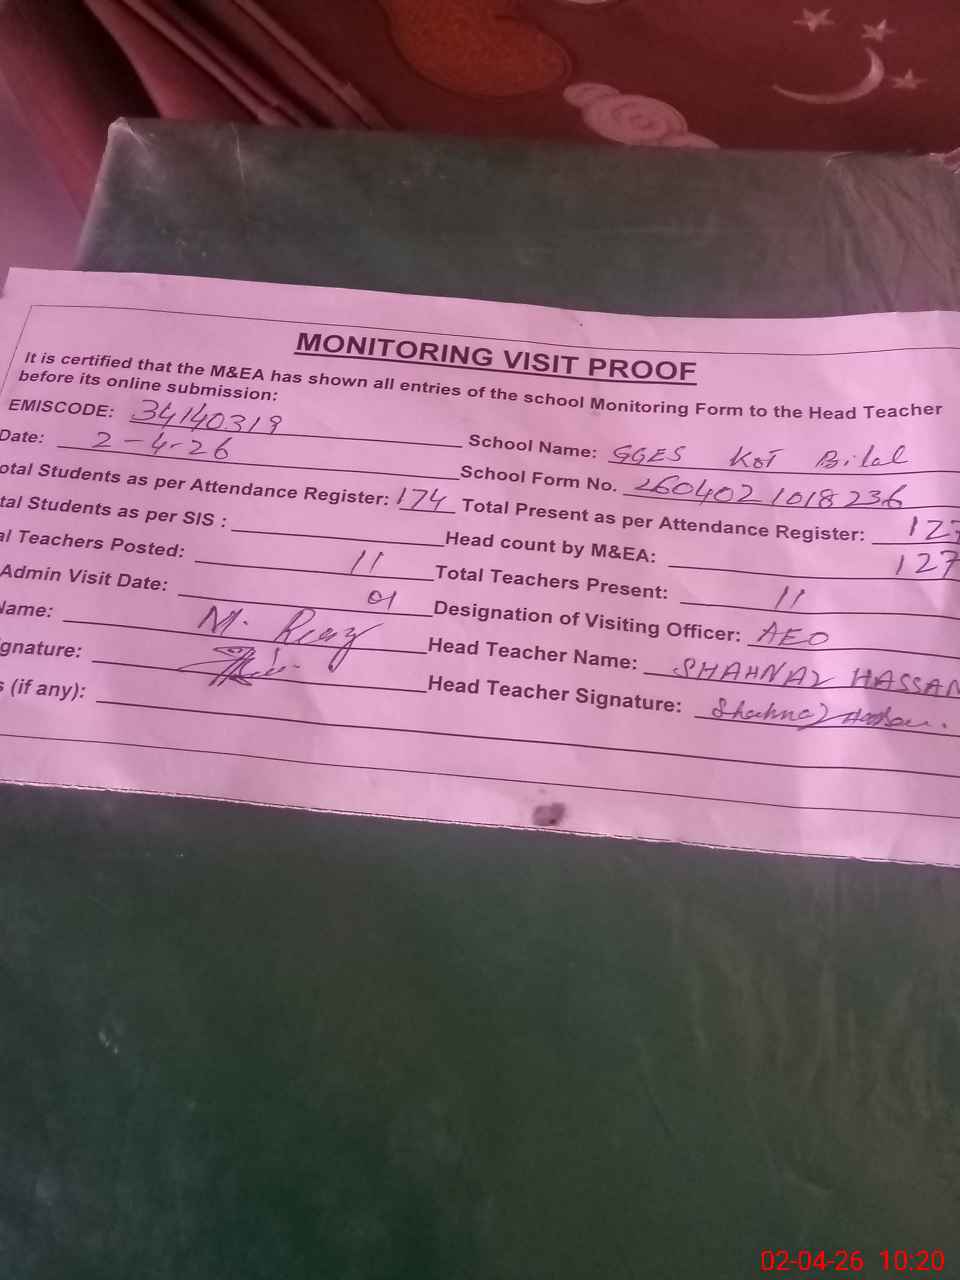 MONITORING VISIT PROOF
It is certified that the M&EA has shown all entries of the school Monitoring Form to the Head Teacher
before its online submission:
EMISCODE: 34140319 School Name: GGES Kot Bilal
Date: 2-4-26 School Form No. 2604021018236
otal Students as per Attendance Register: 174 Total Present as per Attendance Register: 127
tal Students as per SIS : Head count by M&EA: 127
al Teachers Posted: 11 Total Teachers Present: 11
Admin Visit Date: 01 Designation of Visiting Officer: AEO
Name: M. Riaz Head Teacher Name: SHAHNAZ HASSAN
gnature: Head Teacher Signature: Shahnaz Hassan.
s (if any):
02-04-26 10:20